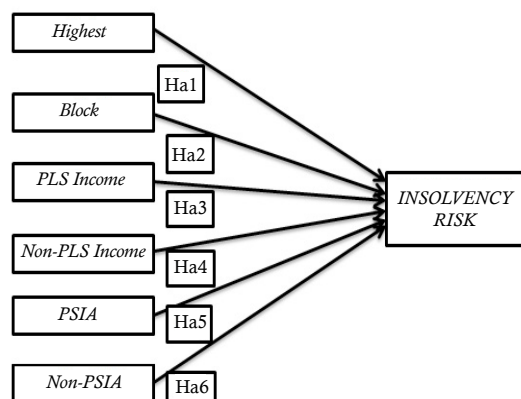 Highest
Ha1
Block
Ha2
PLS Income
Ha3
INSOLVENCY
RISK
Non-PLS Income
Ha4
PSIA
Ha5
Non-PSIA
Ha6